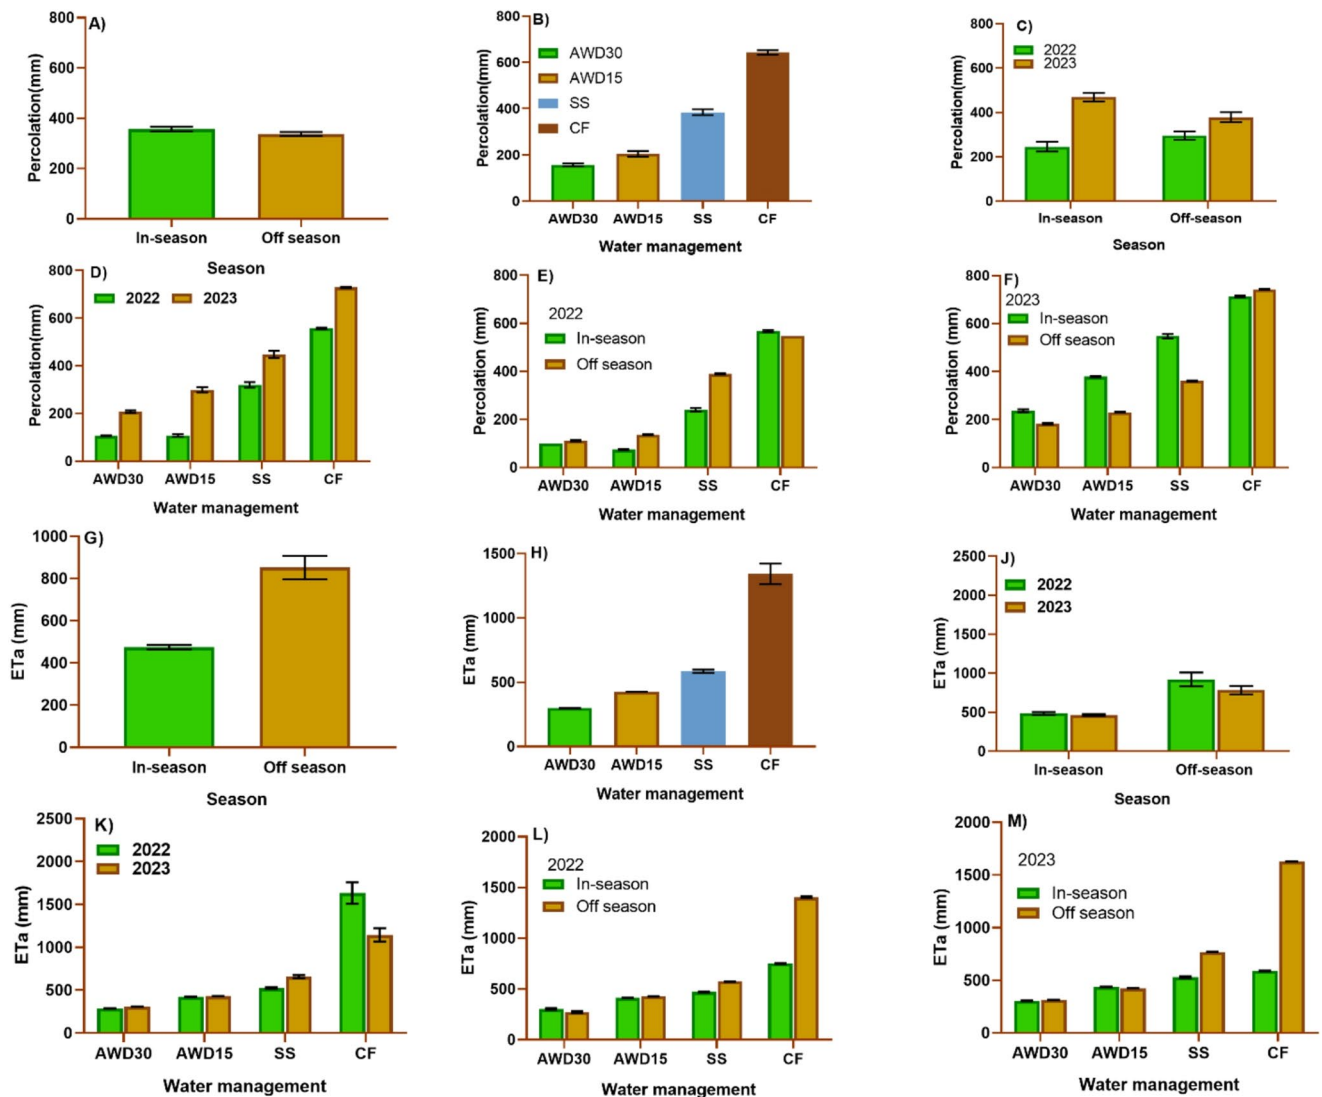 A)
Percolation(mm)
800
600
400
200
0
In-season Off season
Season
B)
Percolation(mm)
800
600
400
200
0
AWD30
AWD15
SS
CF
AWD30 AWD15 SS CF
Water management
C)
Percolation(mm)
800
600
400
200
0
2022
2023
In-season Off-season
Season
D)
Percolation(mm)
800
600
400
200
0
2022 2023
AWD30 AWD15 SS CF
Water management
E)
Percolation (mm)
800
600
400
200
0
2022
In-season
Off season
AWD30 AWD15 SS CF
Water management
F)
Percolation (mm)
800
600
400
200
0
2023
In-season
Off season
AWD30 AWD15 SS CF
Water management
G)
ETa (mm)
1000
800
600
400
200
0
In-season Off season
Season
H)
ETa (mm)
1500
1000
500
0
AWD30 AWD15 SS CF
Water management
J)
ETa (mm)
2500
2000
1500
1000
500
0
2022
2023
In-season Off-season
Season
K)
ETa (mm)
2500
2000
1500
1000
500
0
2022
2023
AWD30 AWD15 SS CF
Water management
L)
ETa (mm)
2000
1500
1000
500
0
2022
In-season
Off season
AWD30 AWD15 SS CF
Water management
M)
ETa (mm)
2000
1500
1000
500
0
2023
In-season
Off season
AWD30 AWD15 SS CF
Water management